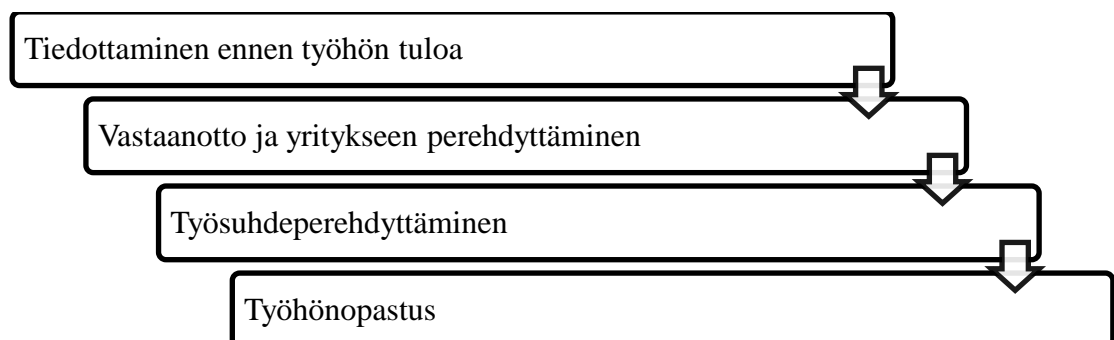 Tiedottaminen ennen työhön tuloa
Vastaanotto ja yritykseen perehdyttäminen
Työsuhdeperehdyttäminen
Työhönopastus